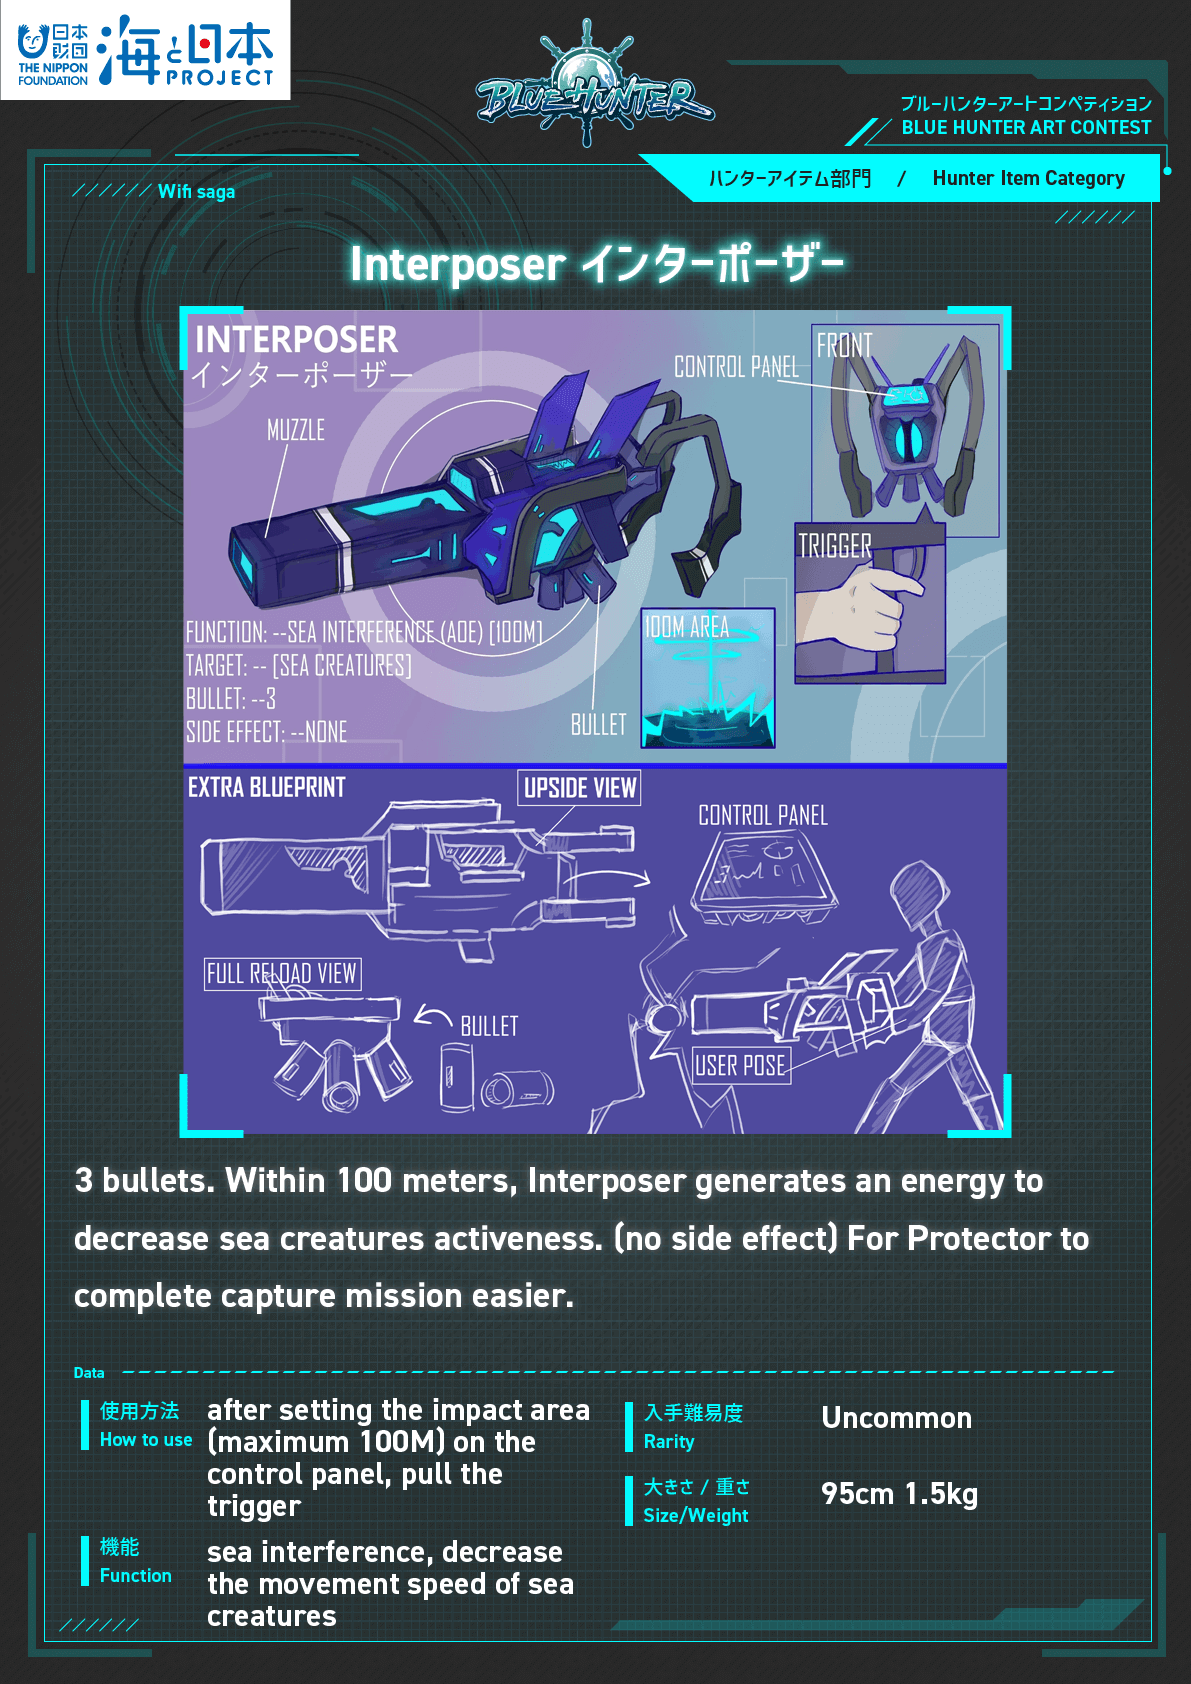 日本
財団
THE NIPPON
FOUNDATION
海と日本
PROJECT
BLUE HUNTER
ブルーハンターアートコンペティション
BLUE HUNTER ART CONTEST
ハンターアイテム部門 / Hunter Item Category
Wifi saga
Interposer インターポーザー
INTERPOSER
インターポーザー
MUZZLE
CONTROL PANEL
FRONT
TRIGGER
100M AREA
FUNCTION: --SEA INTERFERENCE (AOE) [100M]
TARGET: -- [SEA CREATURES]
BULLET: --3
SIDE EFFECT: --NONE
BULLET
EXTRA BLUEPRINT
UPSIDE VIEW
CONTROL PANEL
FULL RELOAD VIEW
BULLET
USER POSE
3 bullets. Within 100 meters, Interposer generates an energy to
decrease sea creatures activeness. (no side effect) For Protector to
complete capture mission easier.
Data
使用方法
How to use
after setting the impact area
(maximum 100M) on the
control panel, pull the
trigger
機能
Function
sea interference, decrease
the movement speed of sea
creatures
入手難易度
Rarity
Uncommon
大きさ / 重さ
Size/Weight
95cm 1.5kg